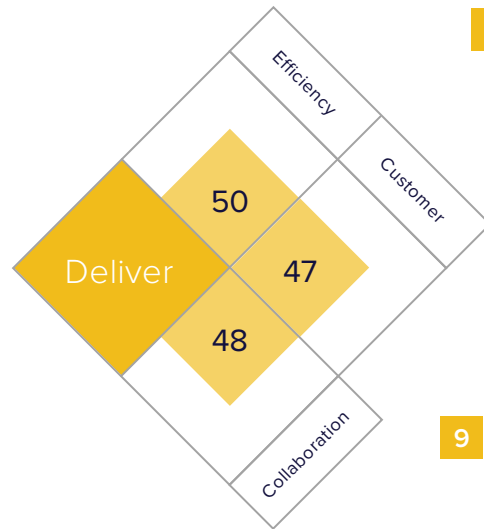 Efficiency
Customer
50
Deliver
47
48
Collaboration
9